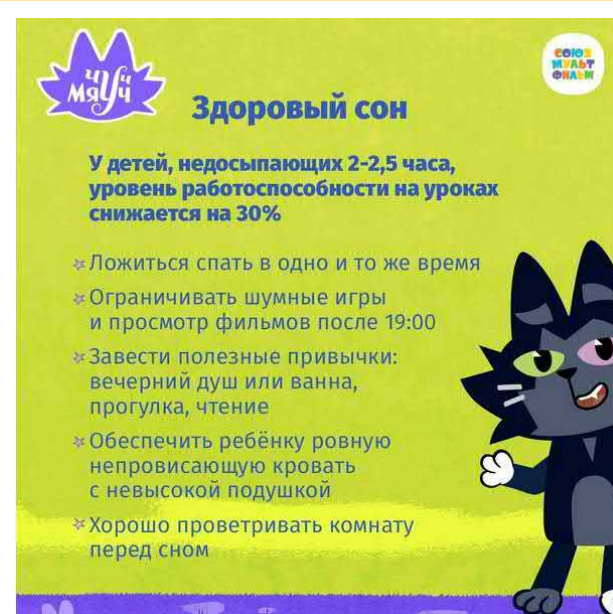 ЧУЧ
и
МЯУЧ
СОЮЗ
МУЛЬТ
ФИЛЬМ
Здоровый сон
У детей, недосыпающих 2-2,5 часа,
уровень работоспособности на уроках
снижается на 30%
Ложиться спать в одно и то же время
Ограничивать шумные игры
и просмотр фильмов после 19:00
Завести полезные привычки:
вечерний душ или ванна,
прогулка, чтение
Обеспечить ребёнку ровную
непровисающую кровать
с невысокой подушкой
Хорошо проветривать комнату
перед сном